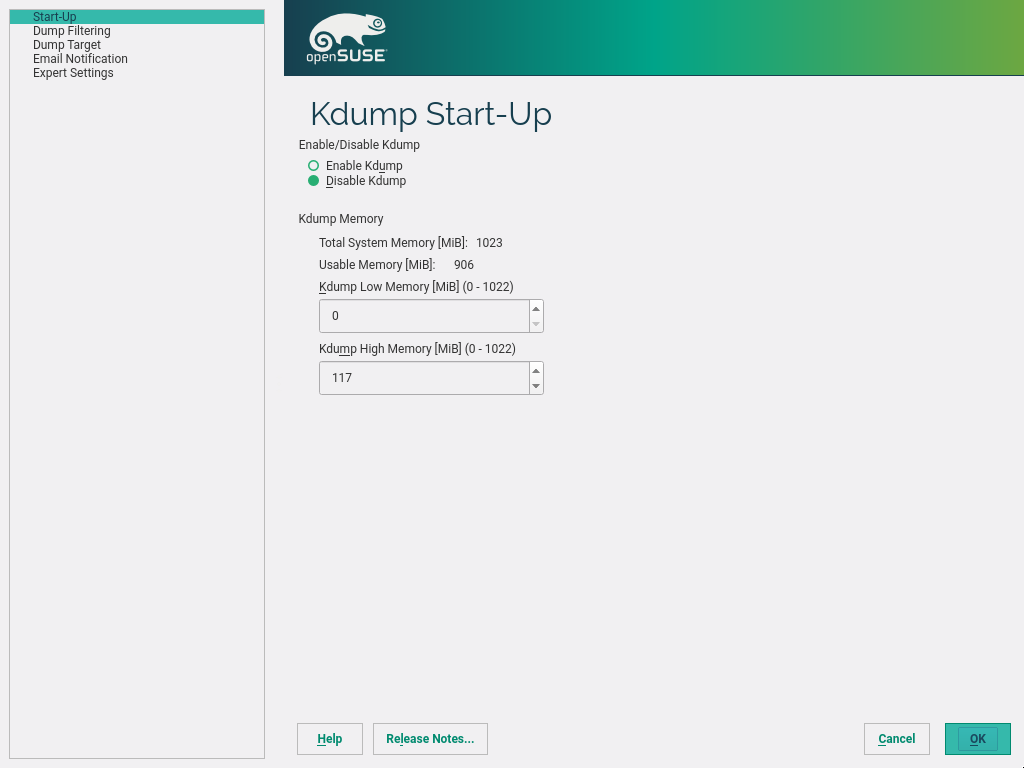 Start-Up
Dump Filtering
Dump Target
Email Notification
Expert Settings
openSUSE
Kdump Start-Up
Enable/Disable Kdump
Enable Kdump
Disable Kdump
Kdump Memory
Total System Memory [MiB]: 1023
Usable Memory [MiB]: 906
Kdump Low Memory [MiB] (0 - 1022)
0
Kdump High Memory [MiB] (0 - 1022)
117
Help Release Notes... Cancel OK